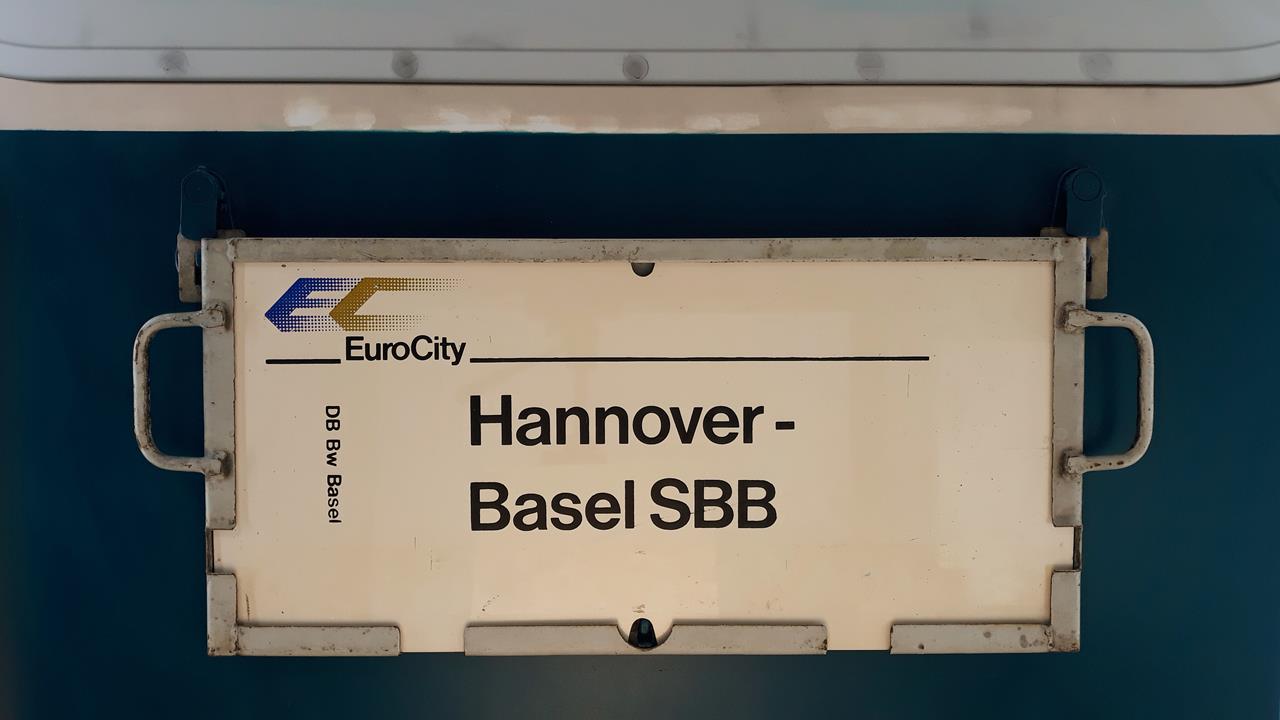 EC
EuroCity
DB Bw Basel
Hannover -
Basel SBB